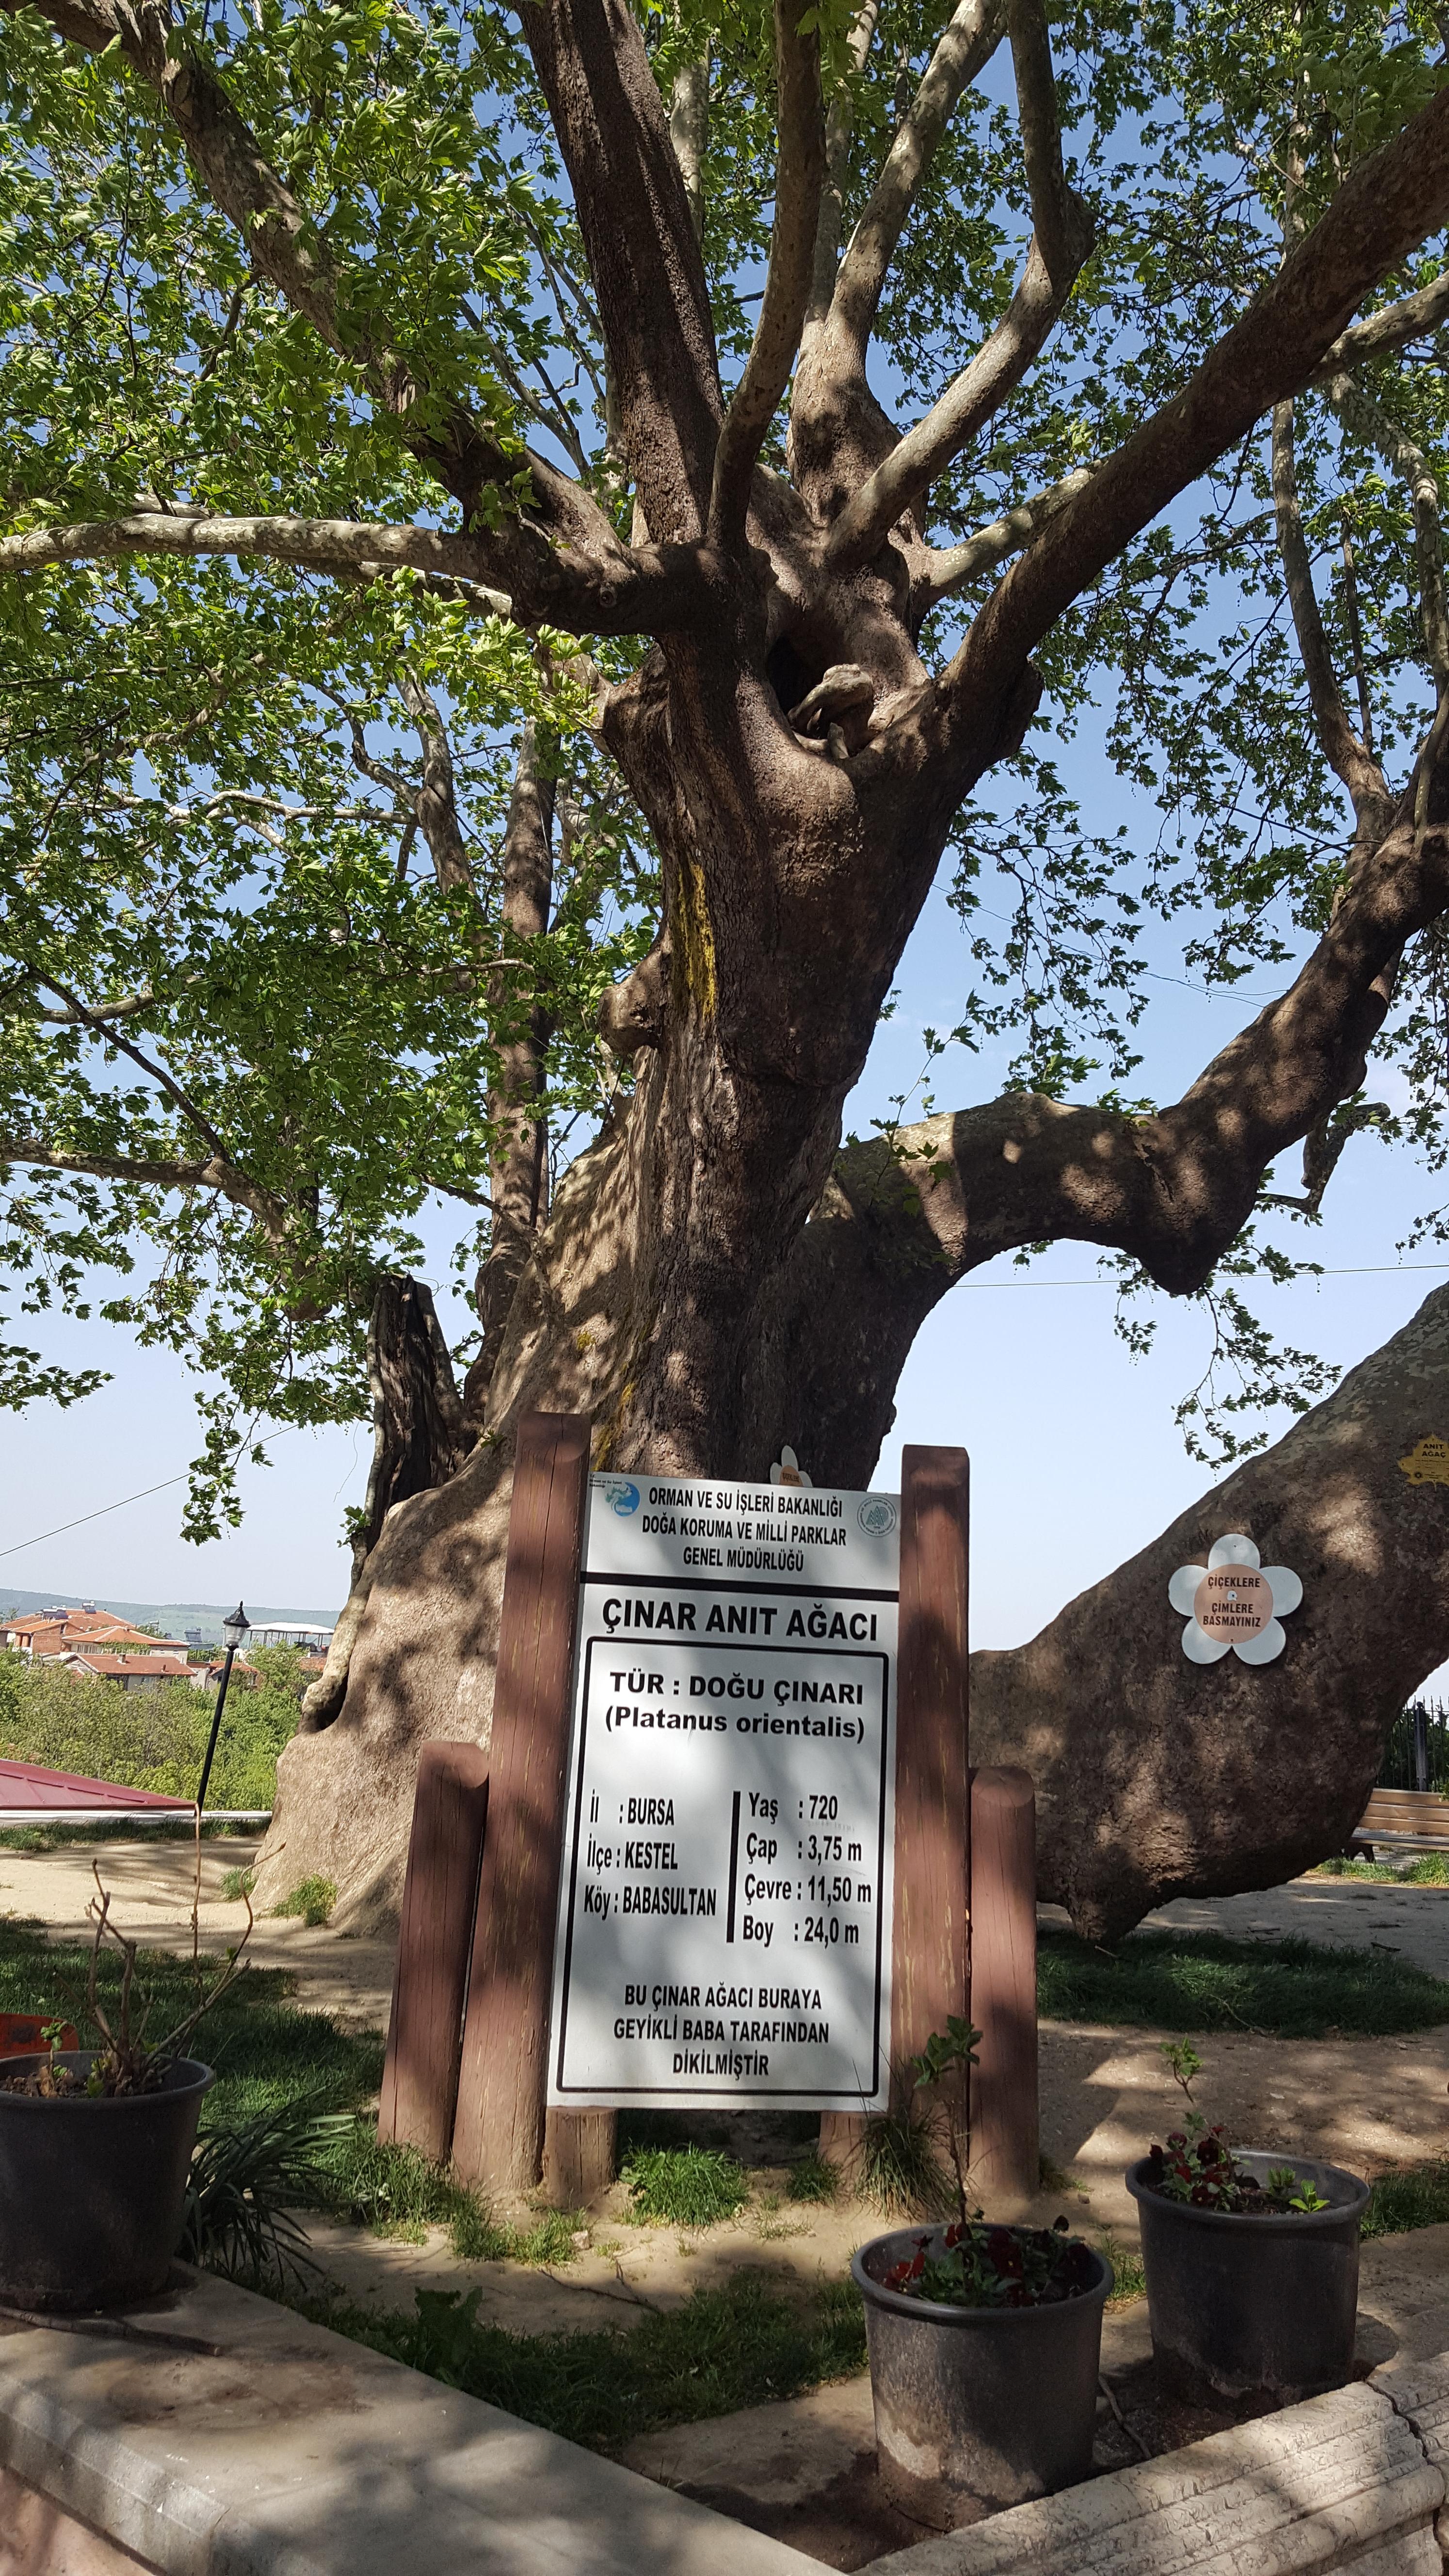 ORMAN VE SU İŞLERİ BAKANLIĞI
DOĞA KORUMA VE MİLLİ PARKLAR
GENEL MÜDÜRLÜĞÜ
ÇINAR ANIT AĞACI
TÜR : DOĞU ÇINARI
(Platanus orientalis)
İl : BURSA
İlçe : KESTEL
Köy : BABASULTAN
Yaş : 720
Çap : 3,75 m
Çevre : 11,50 m
Boy : 24,0 m
BU ÇINAR AĞACI BURAYA
GEYİKLİ BABA TARAFINDAN
DİKİLMİŞTİR
ÇİÇEKLERE
ÇİMLERE
BASMAYINIZ
ANIT
AĞAÇ